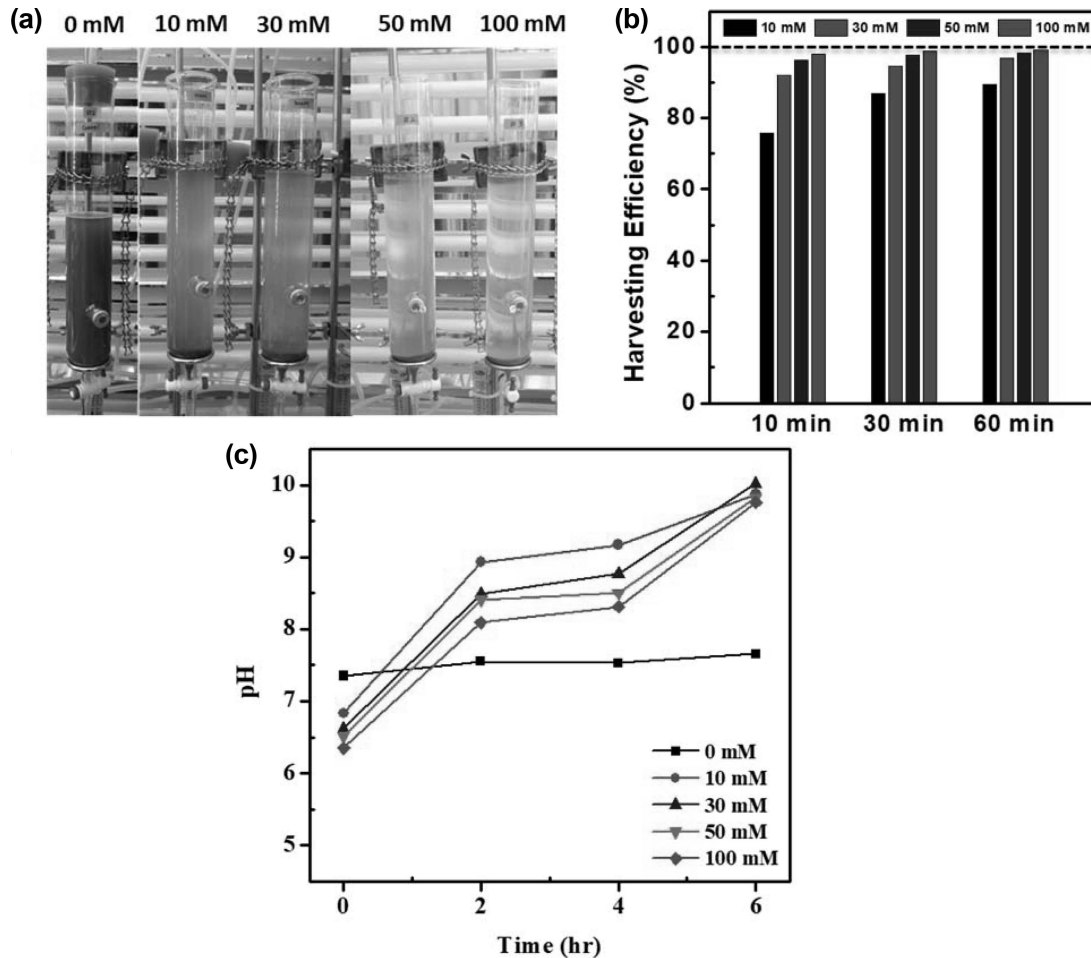 (a) 0 mM 10 mM 30 mM 50 mM 100 mM
(b)
10 mM 30 mM 50 mM 100 mM
100
80
60
40
20
0
Harvesting Efficiency (%)
10 min 30 min 60 min
(c)
10
9
8
7
6
5
pH
0 mM
10 mM
30 mM
50 mM
100 mM
0 2 4 6
Time (hr)